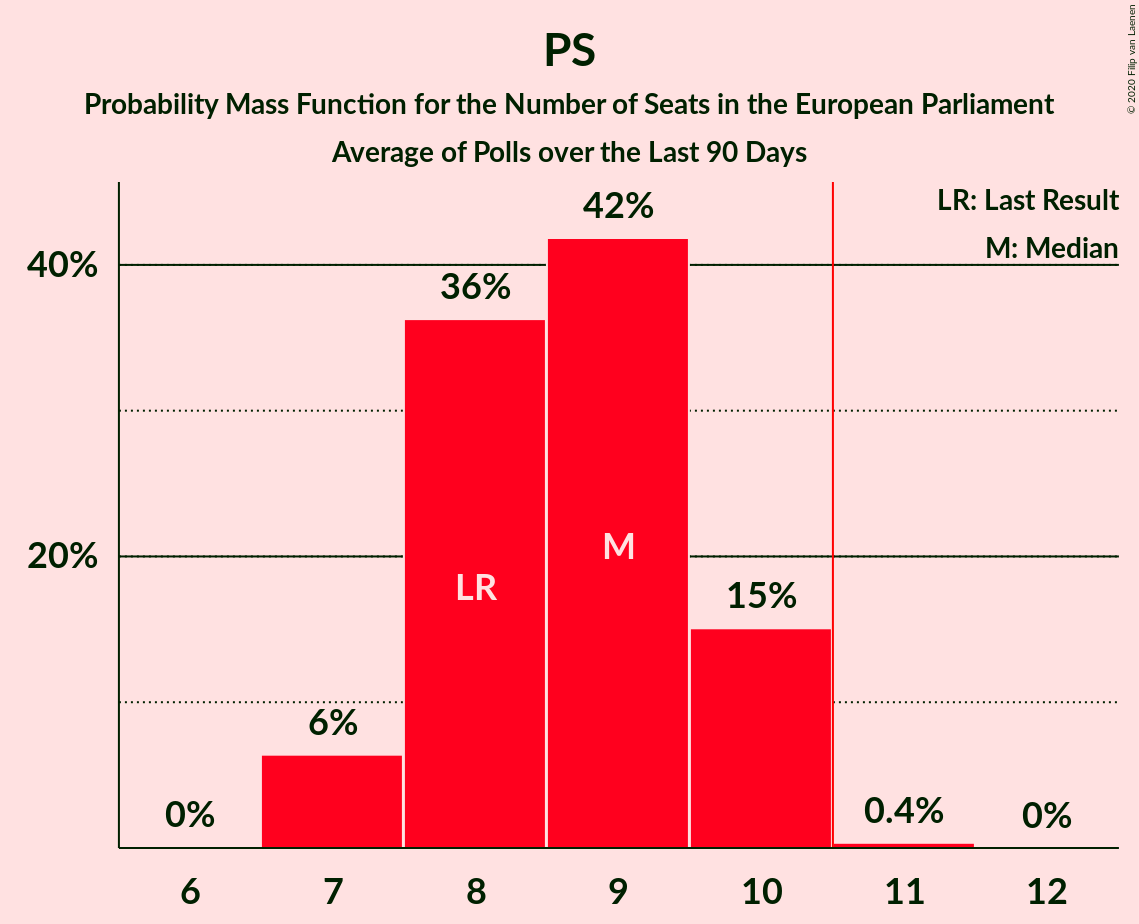 PS
Probability Mass Function for the Number of Seats in the European Parliament
Average of Polls over the Last 90 Days
© 2020 Filip van Laenen
LR: Last Result
M: Median
40%
20%
0%
6%
36%
42%
15%
0.4%
0%
LR
M
6
7
8
9
10
11
12